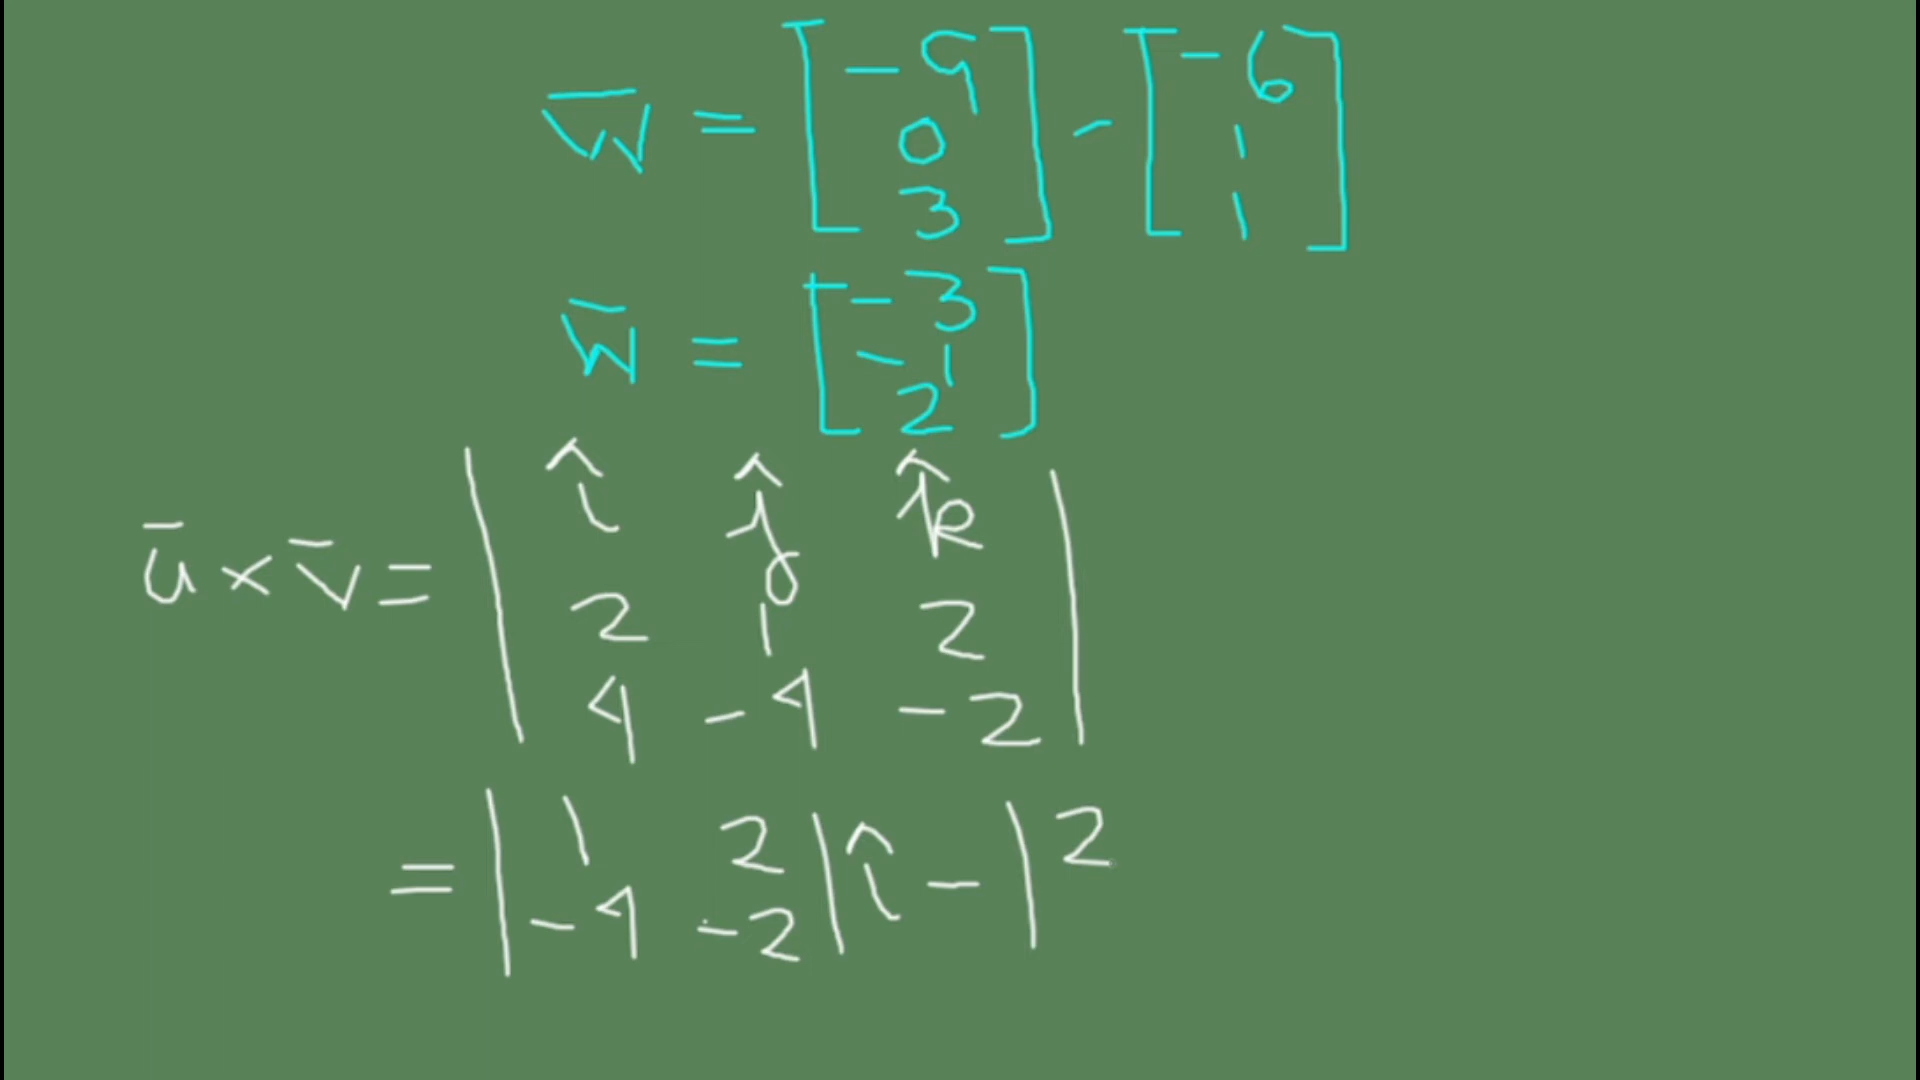 w̅ = [-9 0 3] - [-6 1 1]
w̅ = [-3 -1 2]
u̅ × v̅ = | î ĵ k̂ |
| 2 1 2 |
| 4 -4 -2 |
= | 1 2 | î - | 2
| -4 -2 |